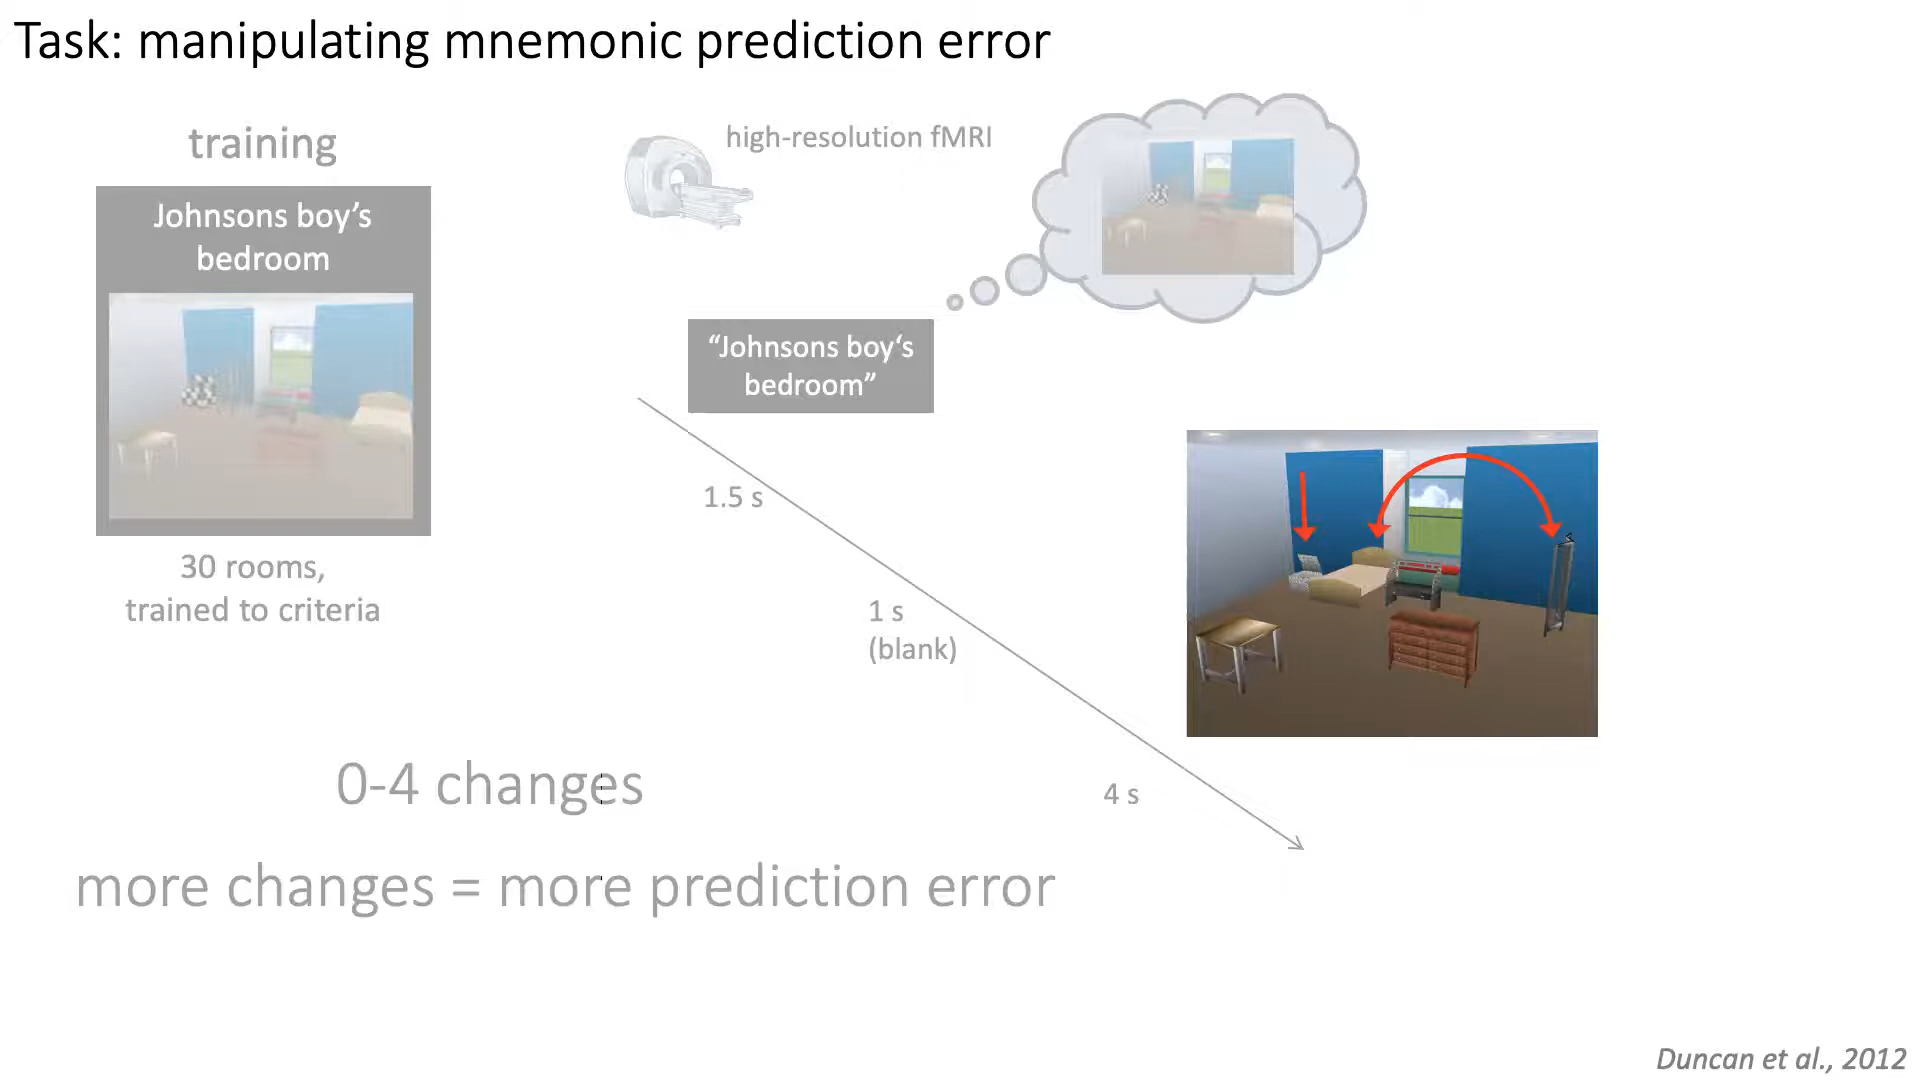 Task: manipulating mnemonic prediction error
training
high-resolution fMRI
Johnsons boy’s
bedroom
“Johnsons boy‘s
bedroom”
1.5 s
30 rooms,
trained to criteria
1 s
(blank)
0-4 changes
4 s
more changes = more prediction error
Duncan et al., 2012